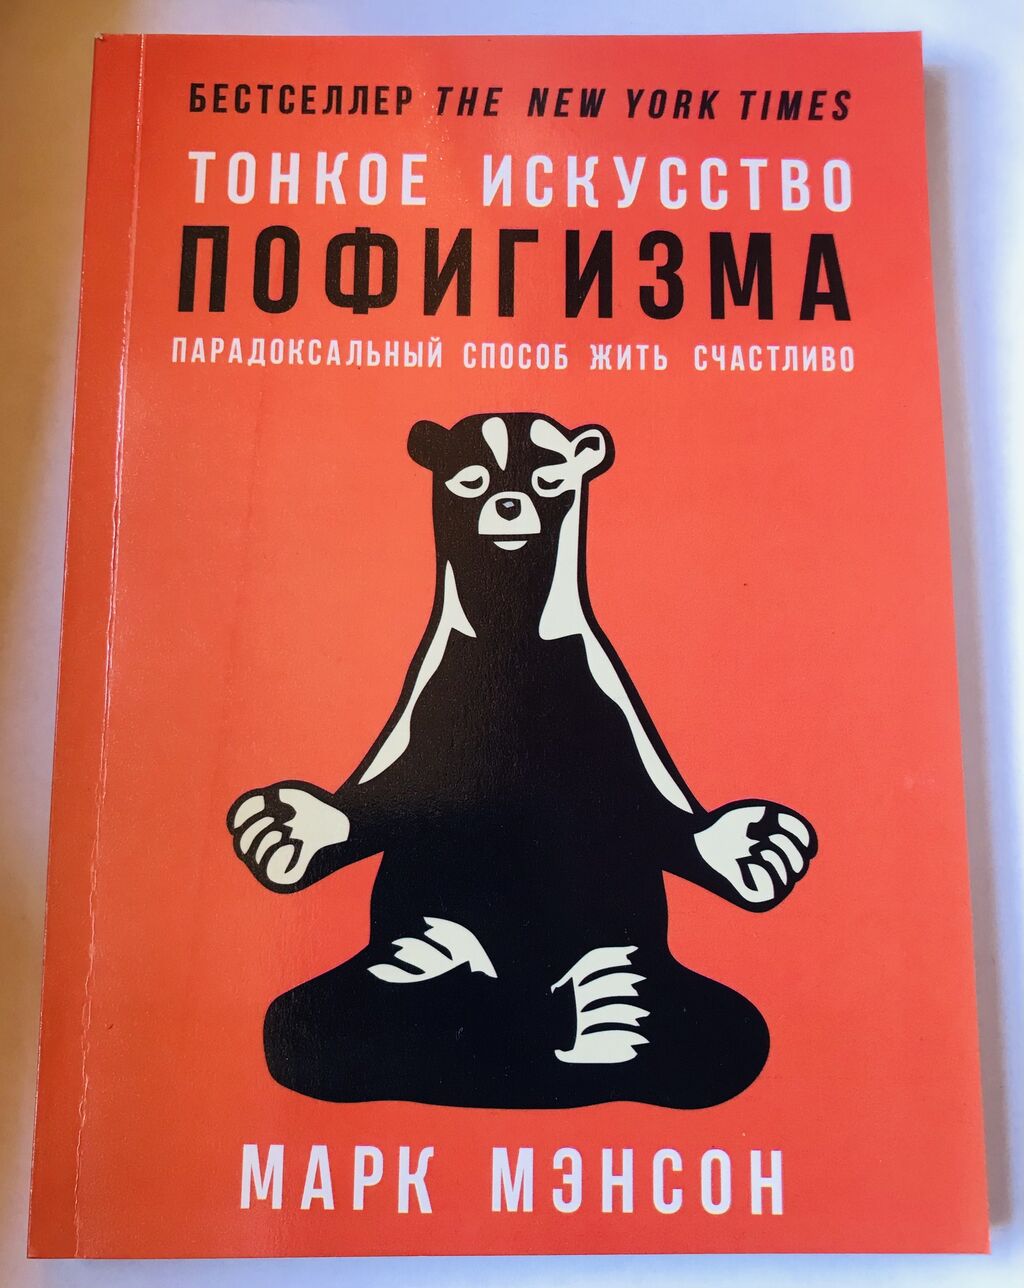 БЕСТСЕЛЛЕР THE NEW YORK TIMES
ТОНКОЕ ИСКУССТВО
ПОФИГИЗМА
ПАРАДОКСАЛЬНЫЙ СПОСОБ ЖИТЬ СЧАСТЛИВО
МАРК МЭНСОН